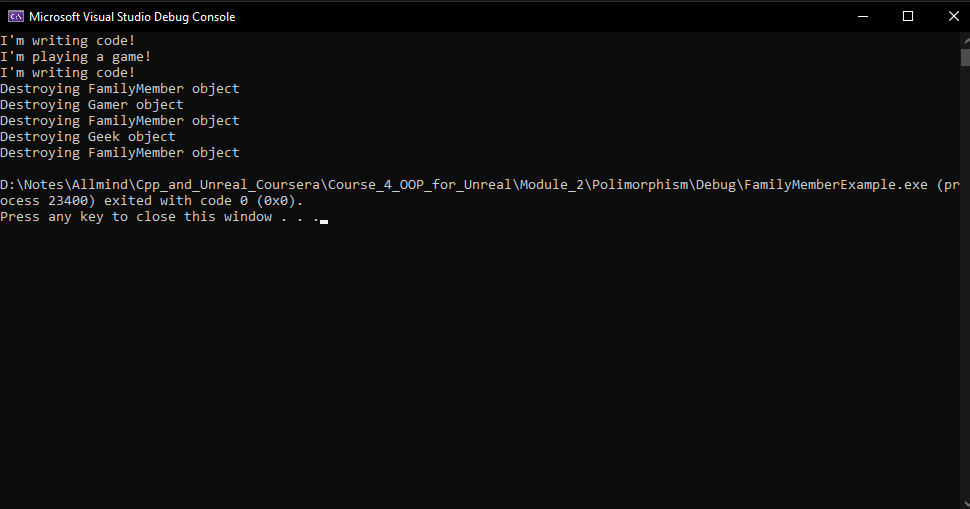 Microsoft Visual Studio Debug Console
I'm writing code!
I'm playing a game!
I'm writing code!
Destroying FamilyMember object
Destroying Gamer object
Destroying FamilyMember object
Destroying Geek object
Destroying FamilyMember object
D:\Notes\Allmind\Cpp_and_Unreal_Coursera\Course_4_OOP_for_Unreal\Module_2\Polimorphism\Debug\FamilyMemberExample.exe (pr
ocess 23400) exited with code 0 (0x0).
Press any key to close this window . . .